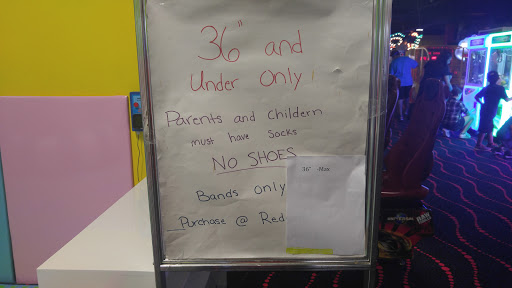 36" and
Under Only!
Parents and Childern
must have socks
NO SHOES
Bands only
Purchase @ Red
36" Max